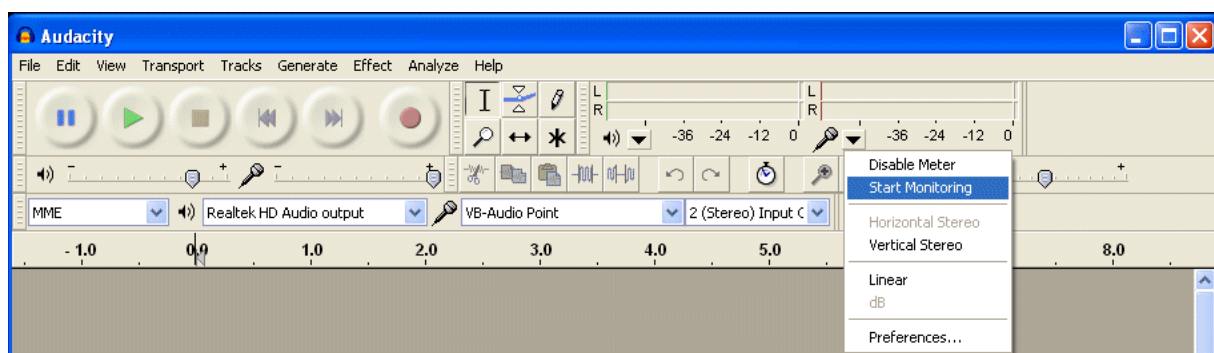 Audacity
File Edit View Transport Tracks Generate Effect Analyze Help
L
R
-36 -24 -12 0
L
R
-36 -24 -12 0
Disable Meter
Start Monitoring
Horizontal Stereo
Vertical Stereo
Linear
dB
Preferences...
MME
Realtek HD Audio output
VB-Audio Point
2 (Stereo) Input C
- 1.0 0.0 1.0 2.0 3.0 4.0 5.0 8.0